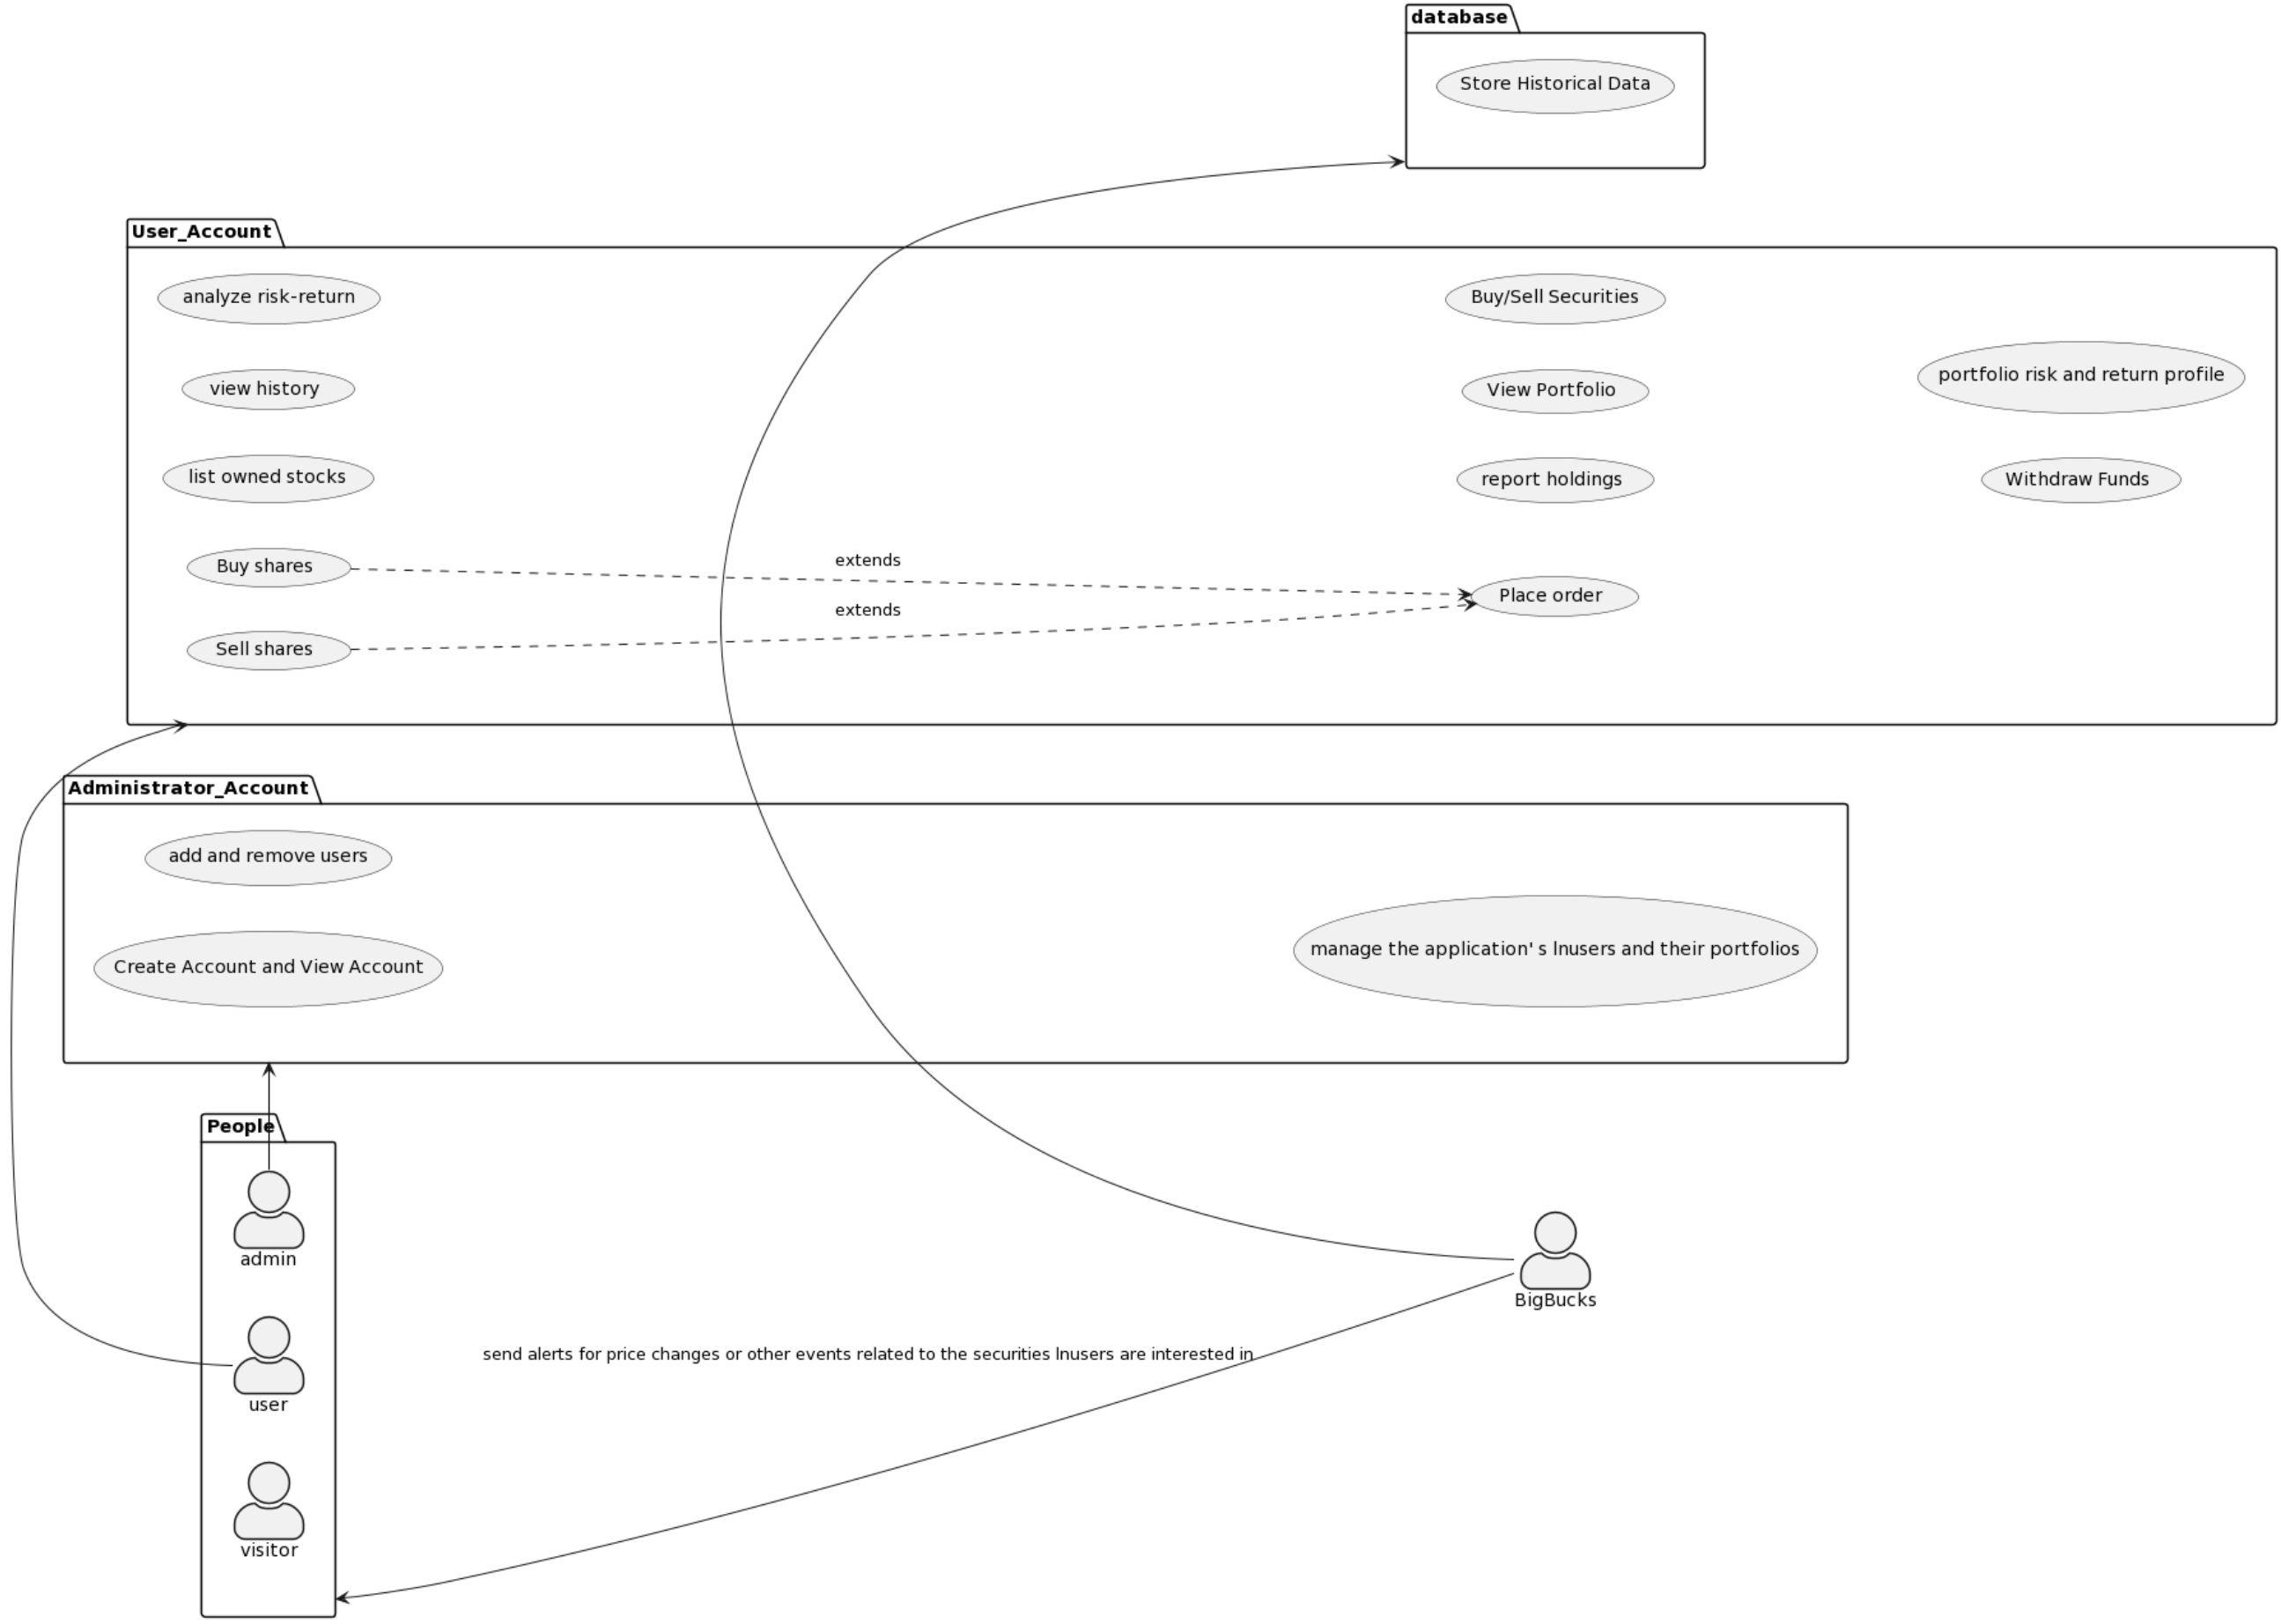 database
Store Historical Data
User_Account
analyze risk-return
Buy/Sell Securities
portfolio risk and return profile
view history
View Portfolio
list owned stocks
report holdings
Withdraw Funds
Buy shares
extends
Place order
extends
Sell shares
Administrator_Account
add and remove users
manage the application' s lnusers and their portfolios
Create Account and View Account
People
admin
BigBucks
send alerts for price changes or other events related to the securities lnusers are interested in
user
visitor